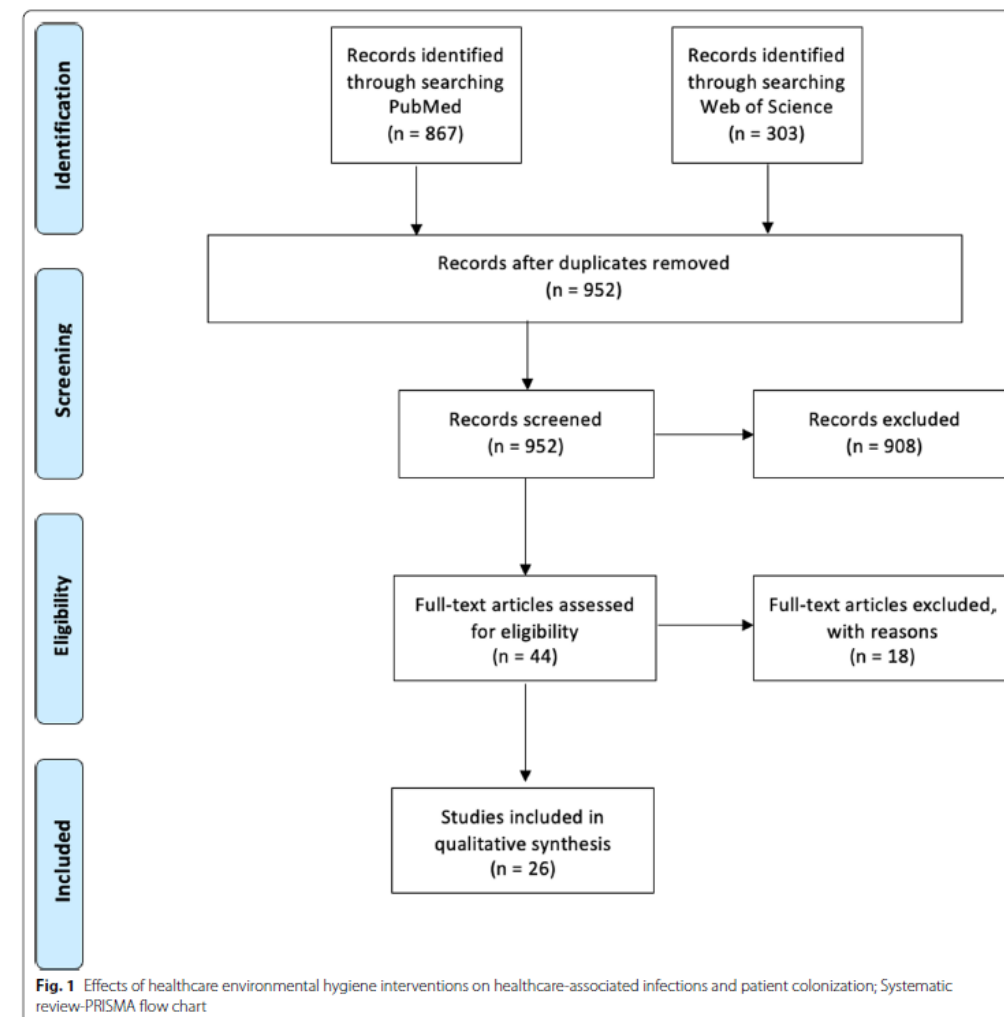 Identification
Records identified
through searching
PubMed
(n = 867)
Records identified
through searching
Web of Science
(n = 303)
Records after duplicates removed
(n = 952)
Screening
Records screened
(n = 952)
Records excluded
(n = 908)
Eligibility
Full-text articles assessed
for eligibility
(n = 44)
Full-text articles excluded,
with reasons
(n = 18)
Included
Studies included in
qualitative synthesis
(n = 26)
Fig. 1 Effects of healthcare environmental hygiene interventions on healthcare-associated infections and patient colonization; Systematic
review-PRISMA flow chart